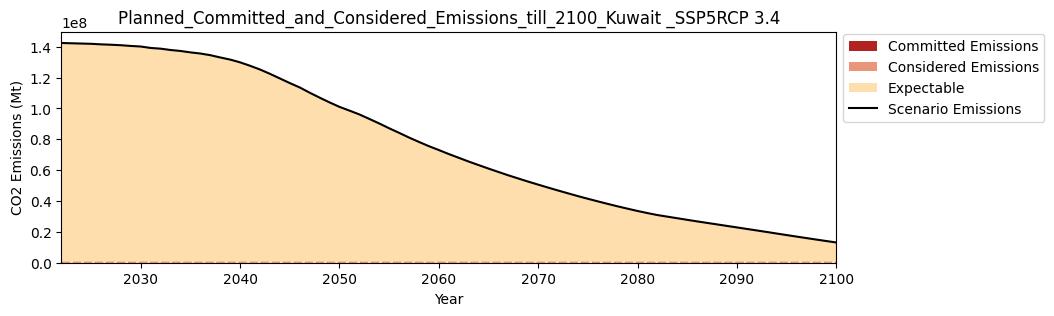 Planned_Committed_and_Considered_Emissions_till_2100_Kuwait _SSP5RCP 3.4
1e8
1.4
1.2
1.0
0.8
0.6
0.4
0.2
0.0
CO2 Emissions (Mt)
2030 2040 2050 2060 2070 2080 2090 2100
Year
Committed Emissions
Considered Emissions
Expectable
Scenario Emissions